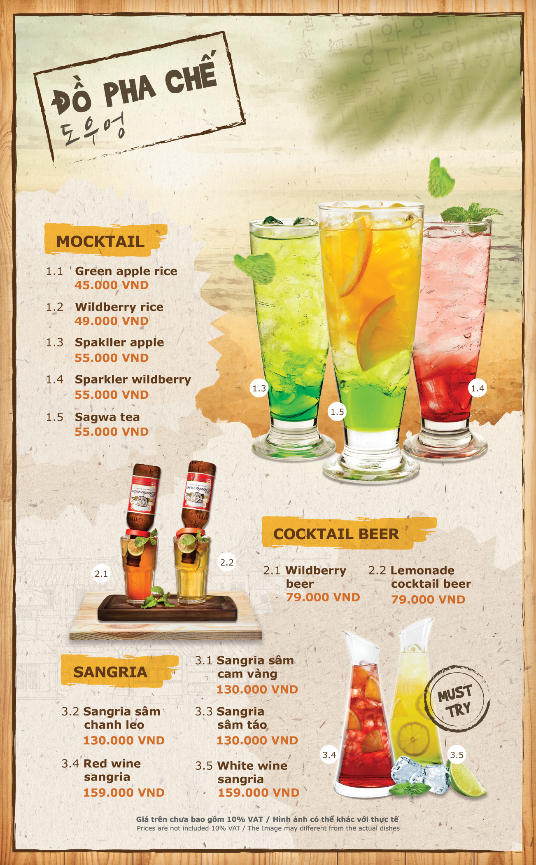 ĐỒ PHA CHẾ
도우엉
MOCKTAIL
1.1 Green apple rice
45.000 VND
1.2 Wildberry rice
49.000 VND
1.3 Spakller apple
55.000 VND
1.4 Sparkler wildberry
55.000 VND
1.5 Sagwa tea
55.000 VND
1.3
1.5
1.4
2.1
2.2
COCKTAIL BEER
2.1 Wildberry
beer
79.000 VND
2.2 Lemonade
cocktail beer
79.000 VND
SANGRIA
3.1 Sangria sâm
cam vàng
130.000 VND
3.2 Sangria sâm
chanh leo
130.000 VND
3.3 Sangria
sâm táo
130.000 VND
3.4 Red wine
sangria
159.000 VND
3.5 White wine
sangria
159.000 VND
MUST
TRY
3.4
3.5
Giá trên chưa bao gồm 10% VAT / Hình ảnh có thể khác với thực tế
Prices are not included 10% VAT / The Image may different from the actual dishes